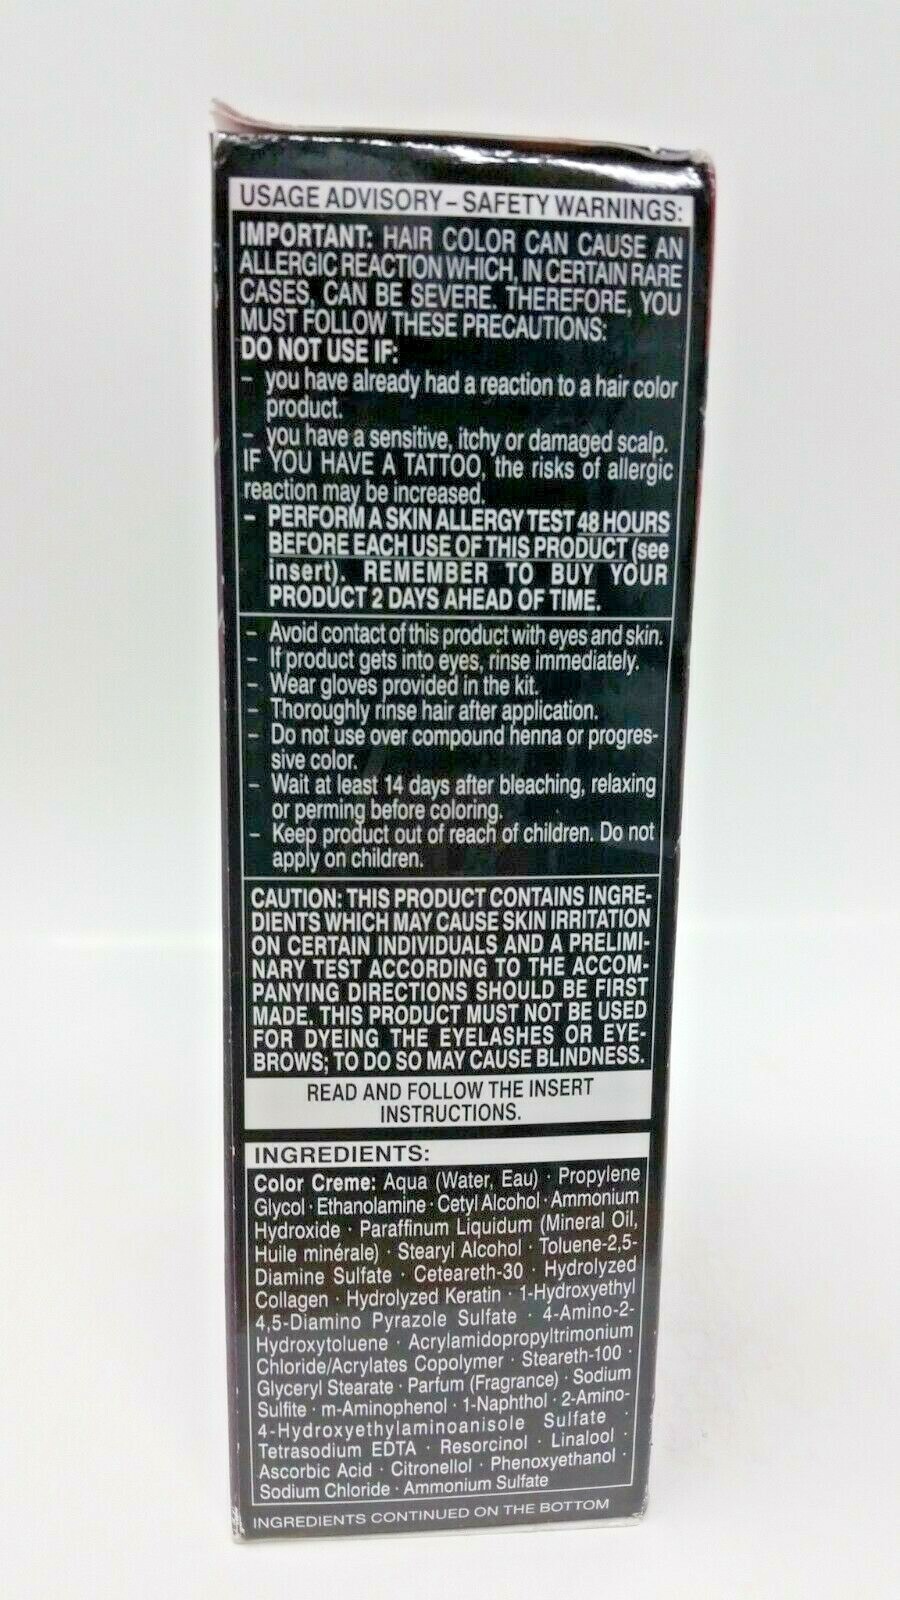 USAGE ADVISORY – SAFETY WARNINGS:
IMPORTANT: HAIR COLOR CAN CAUSE AN
ALLERGIC REACTION WHICH, IN CERTAIN RARE
CASES, CAN BE SEVERE. THEREFORE, YOU
MUST FOLLOW THESE PRECAUTIONS:
DO NOT USE IF:
– you have already had a reaction to a hair color
product.
– you have a sensitive, itchy or damaged scalp.
IF YOU HAVE A TATTOO, the risks of allergic
reaction may be increased.
– PERFORM A SKIN ALLERGY TEST 48 HOURS
BEFORE EACH USE OF THIS PRODUCT (see
insert). REMEMBER TO BUY YOUR
PRODUCT 2 DAYS AHEAD OF TIME.
– Avoid contact of this product with eyes and skin.
– If product gets into eyes, rinse immediately.
– Wear gloves provided in the kit.
– Thoroughly rinse hair after application.
– Do not use over compound henna or progres-
sive color.
– Wait at least 14 days after bleaching, relaxing
or perming before coloring.
– Keep product out of reach of children. Do not
apply on children.
CAUTION: THIS PRODUCT CONTAINS INGRE-
DIENTS WHICH MAY CAUSE SKIN IRRITATION
ON CERTAIN INDIVIDUALS AND A PRELIMI-
NARY TEST ACCORDING TO THE ACCOM-
PANYING DIRECTIONS SHOULD BE FIRST
MADE. THIS PRODUCT MUST NOT BE USED
FOR DYEING THE EYELASHES OR EYE-
BROWS; TO DO SO MAY CAUSE BLINDNESS.
READ AND FOLLOW THE INSERT
INSTRUCTIONS.
INGREDIENTS:
Color Creme: Aqua (Water, Eau) · Propylene
Glycol · Ethanolamine · Cetyl Alcohol · Ammonium
Hydroxide · Paraffinum Liquidum (Mineral Oil,
Huile minérale) · Stearyl Alcohol · Toluene-2,5-
Diamine Sulfate · Ceteareth-30 · Hydrolyzed
Collagen · Hydrolyzed Keratin · 1-Hydroxyethyl
4,5-Diamino Pyrazole Sulfate · 4-Amino-2-
Hydroxytoluene · Acrylamidopropyltrimonium
Chloride/Acrylates Copolymer · Steareth-100 ·
Glyceryl Stearate · Parfum (Fragrance) · Sodium
Sulfite · m-Aminophenol · 1-Naphthol · 2-Amino-
4-Hydroxyethylaminoanisole Sulfate ·
Tetrasodium EDTA · Resorcinol · Linalool ·
Ascorbic Acid · Citronellol · Phenoxyethanol ·
Sodium Chloride · Ammonium Sulfate
INGREDIENTS CONTINUED ON THE BOTTOM